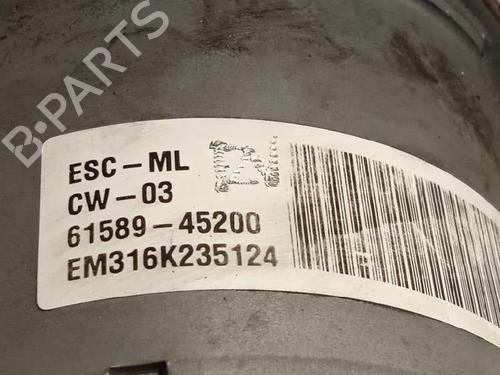 B-PARTS
ESC-ML
CW-03
61589-45200
EM316K235124